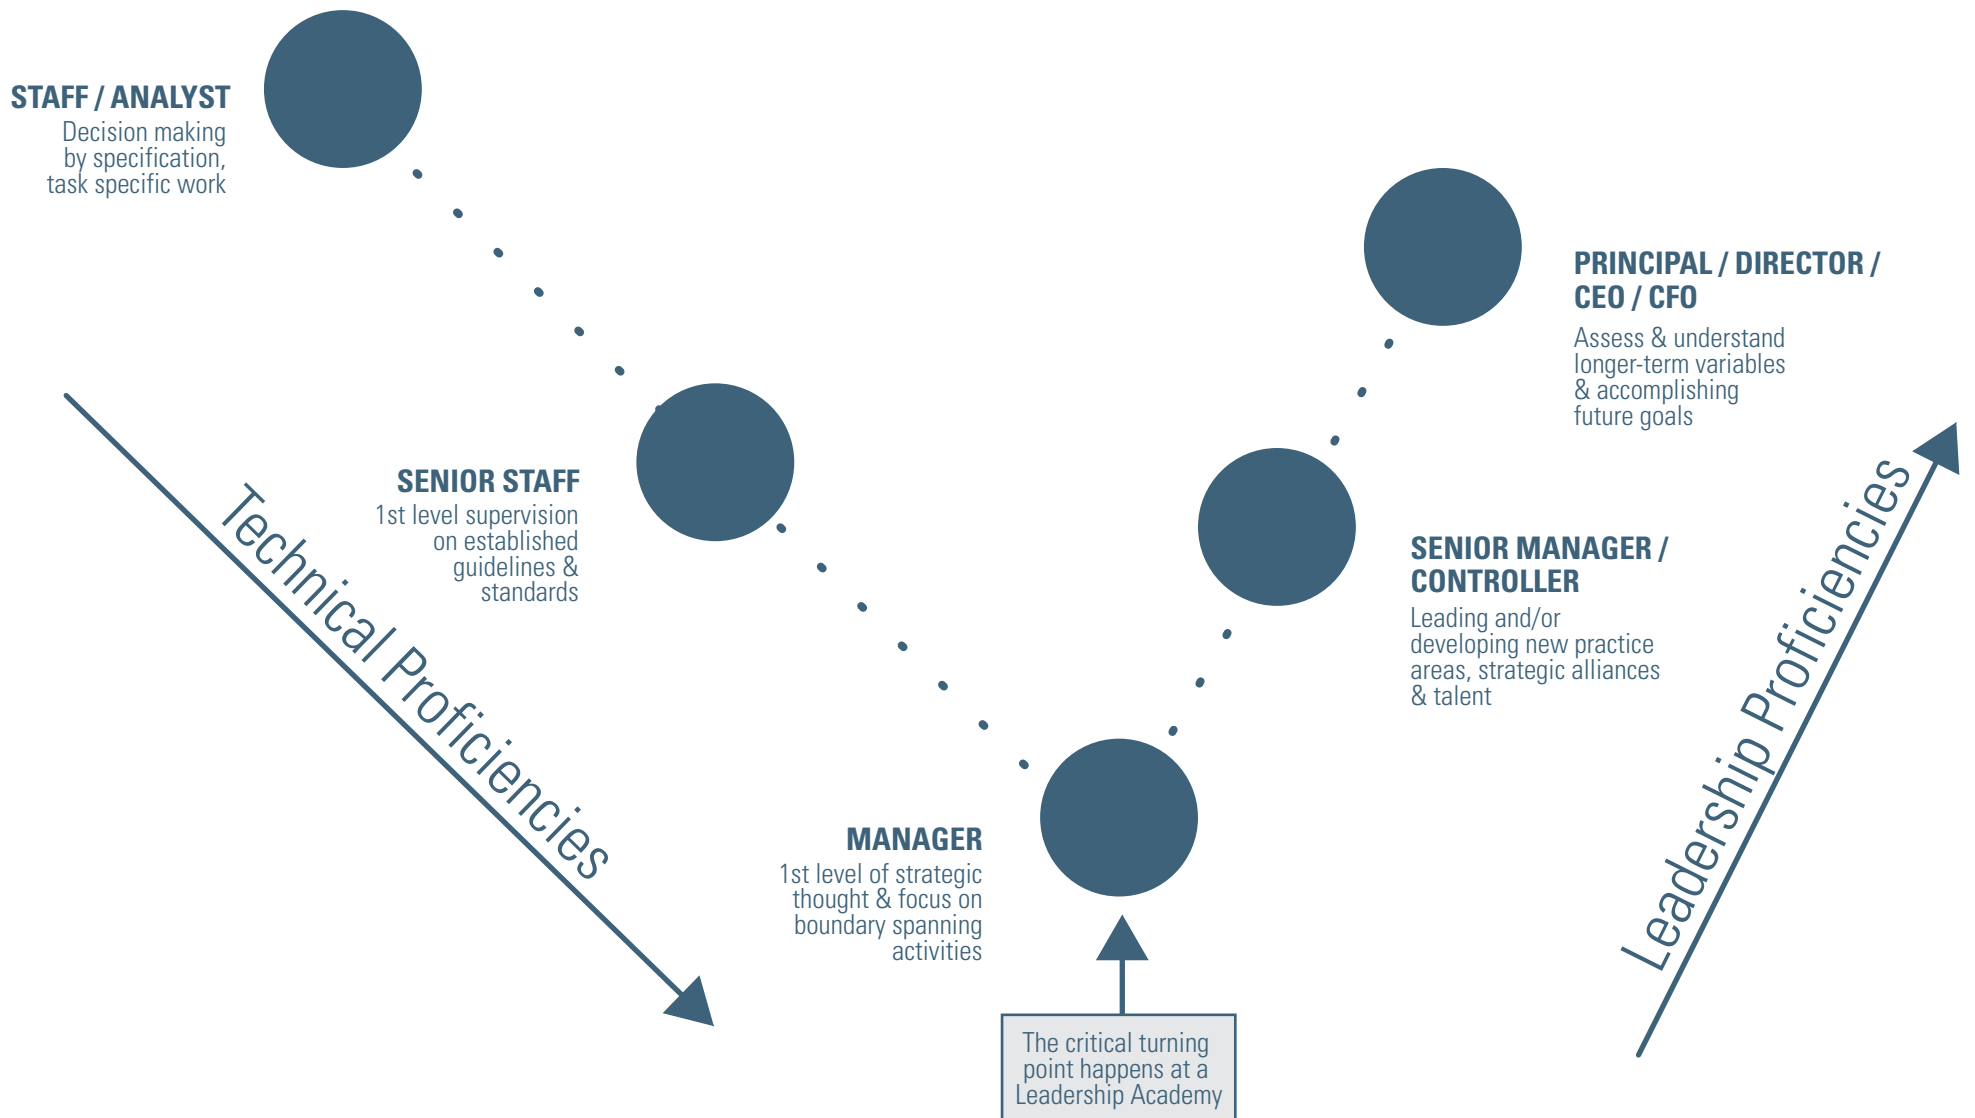 STAFF / ANALYST
Decision making
by specification,
task specific work
SENIOR STAFF
1st level supervision
on established
guidelines &
standards
Technical Proficiencies
MANAGER
1st level of strategic
thought & focus on
boundary spanning
activities
The critical turning
point happens at a
Leadership Academy
SENIOR MANAGER /
CONTROLLER
Leading and/or
developing new practice
areas, strategic alliances
& talent
PRINCIPAL / DIRECTOR /
CEO / CFO
Assess & understand
longer-term variables
& accomplishing
future goals
Leadership Proficiencies